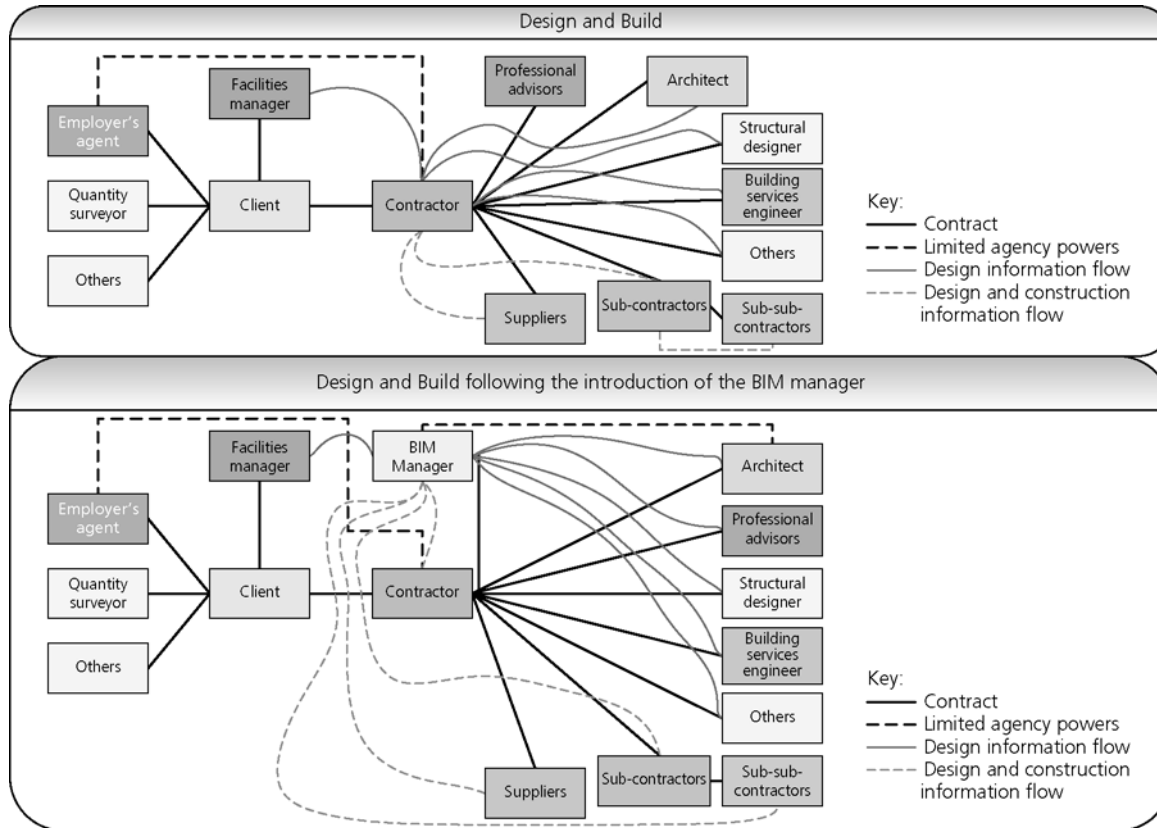 Design and Build
Professional
advisors
Architect
Facilities
manager
Employer's
agent
Structural
designer
Quantity
surveyor
Client
Contractor
Building
services
engineer
Others
Others
Suppliers
Sub-contractors
Sub-sub-
contractors
Key:
Contract
Limited agency powers
Design information flow
Design and construction
information flow
Design and Build following the introduction of the BIM manager
Facilities
manager
BIM
Manager
Architect
Employer's
agent
Professional
advisors
Quantity
surveyor
Client
Contractor
Structural
designer
Others
Building
services
engineer
Others
Suppliers
Sub-contractors
Sub-sub-
contractors
Key:
Contract
Limited agency powers
Design information flow
Design and construction
information flow